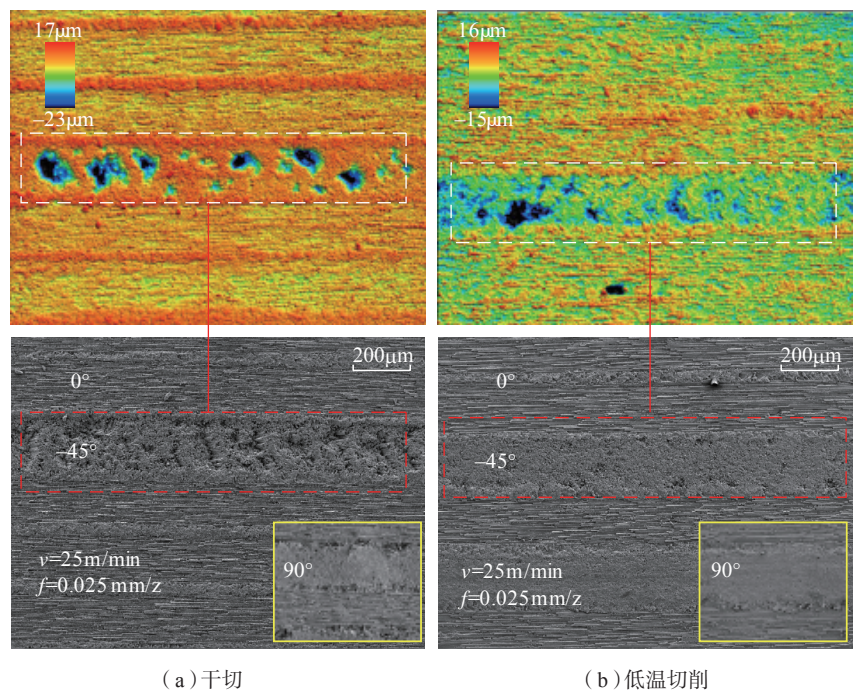 17μm
–23μm
16μm
–15μm
200μm
0°
–45°
v=25m/min
f=0.025mm/z
90°
200μm
0°
–45°
v=25m/min
f=0.025mm/z
90°
(a)干切
(b)低温切削